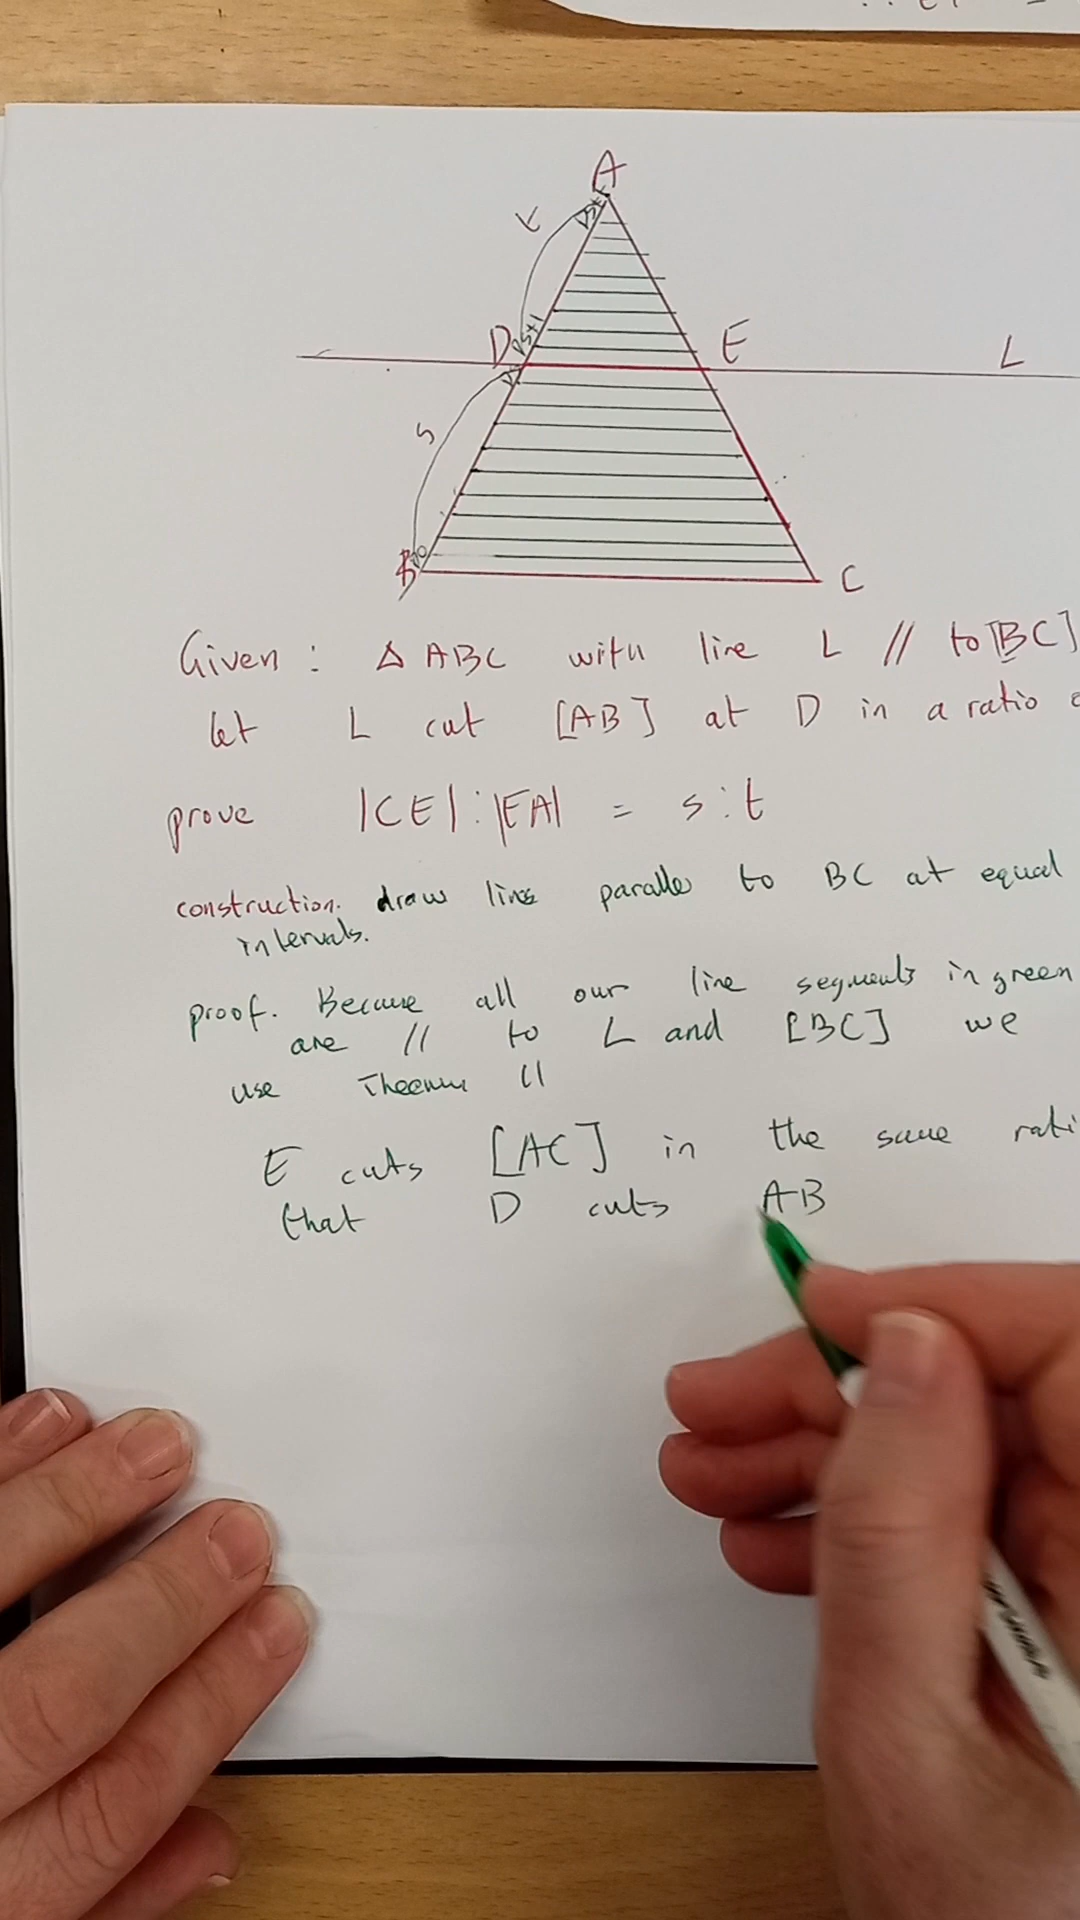 A
t
D
E
L
s
B
C
Given : Δ ABC with line L // to [BC]
let L cut [AB] at D in a ratio
prove |CE| : |EA| = s : t
construction. draw lines parallel to BC at equal
intervals.
proof. Because all our line segments in green
are // to L and [BC] we
use Theorem 11
E cuts [AC] in the same rati
that D cuts AB